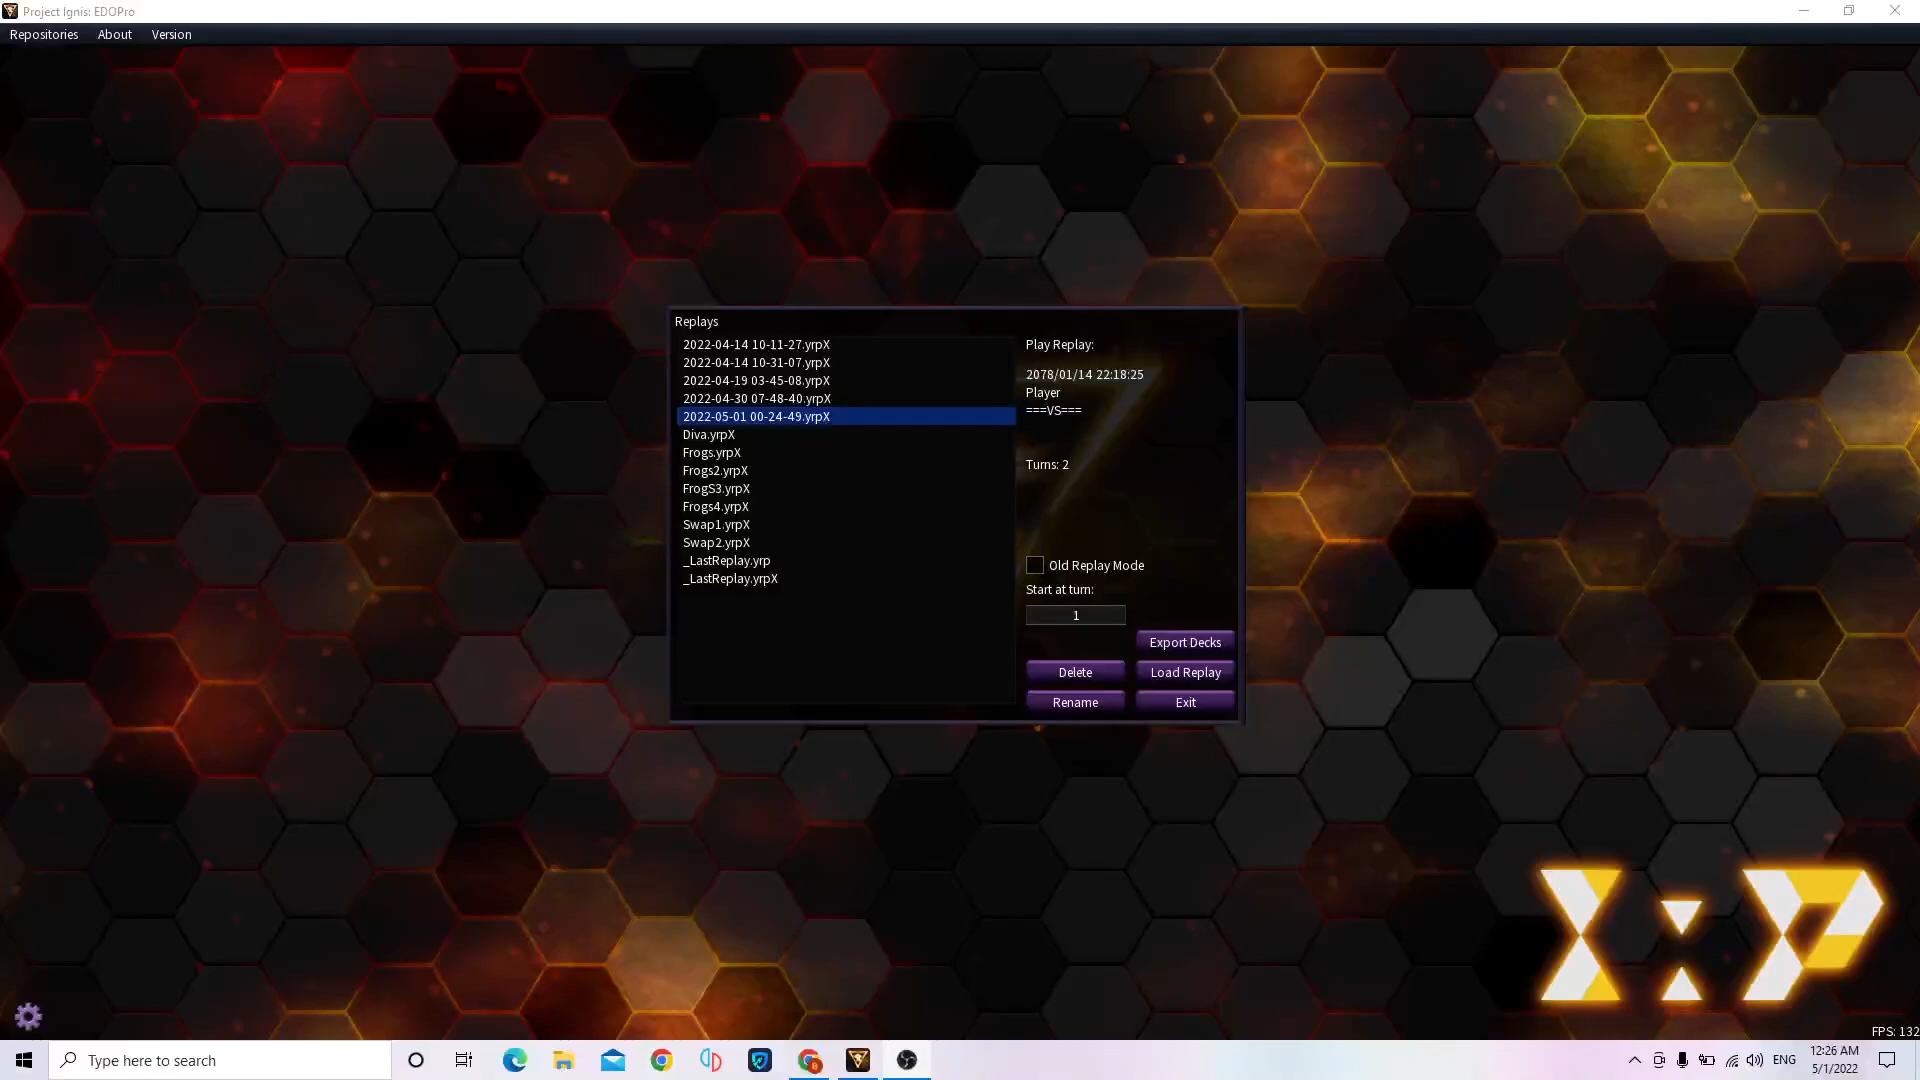 Project Ignis: EDOPro
Repositories About Version
Replays
2022-04-14 10-11-27.yrpX
2022-04-14 10-31-07.yrpX
2022-04-19 03-45-08.yrpX
2022-04-30 07-48-40.yrpX
2022-05-01 00-24-49.yrpX
Diva.yrpX
Frogs.yrpX
Frogs2.yrpX
FrogS3.yrpX
Frogs4.yrpX
Swap1.yrpX
Swap2.yrpX
_LastReplay.yrp
_LastReplay.yrpX
Play Replay:
2078/01/14 22:18:25
Player
===VS===
Turns: 2
Old Replay Mode
Start at turn:
1
Export Decks
Delete Load Replay
Rename Exit
X:P
FPS: 132
Type here to search
ENG
12:26 AM
5/1/2022